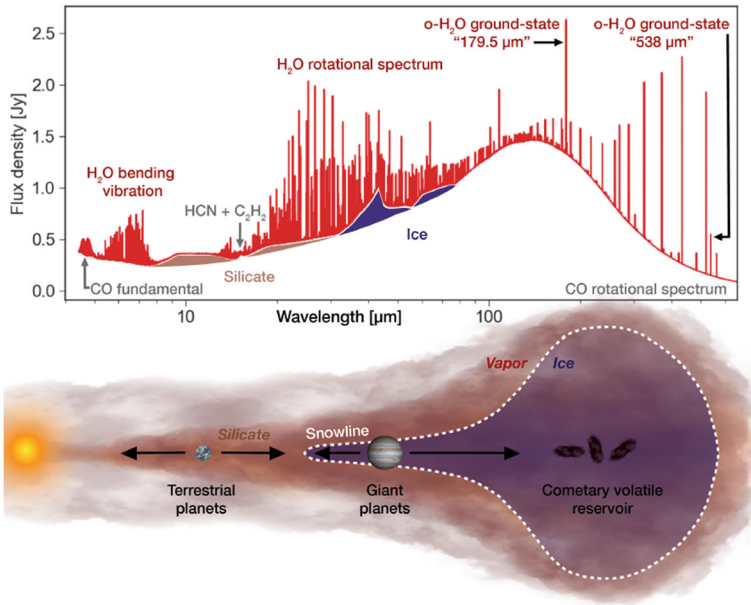 o-H₂O ground-state
“179.5 µm”
o-H₂O ground-state
“538 µm”
H₂O rotational spectrum
H₂O bending
vibration
HCN + C₂H₂
Ice
Silicate
CO fundamental
CO rotational spectrum
Flux density [Jy]
2.5
2.0
1.5
1.0
0.5
0.0
10
Wavelength [µm]
100
Vapor
Ice
Silicate
Snowline
Terrestrial
planets
Giant
planets
Cometary volatile
reservoir